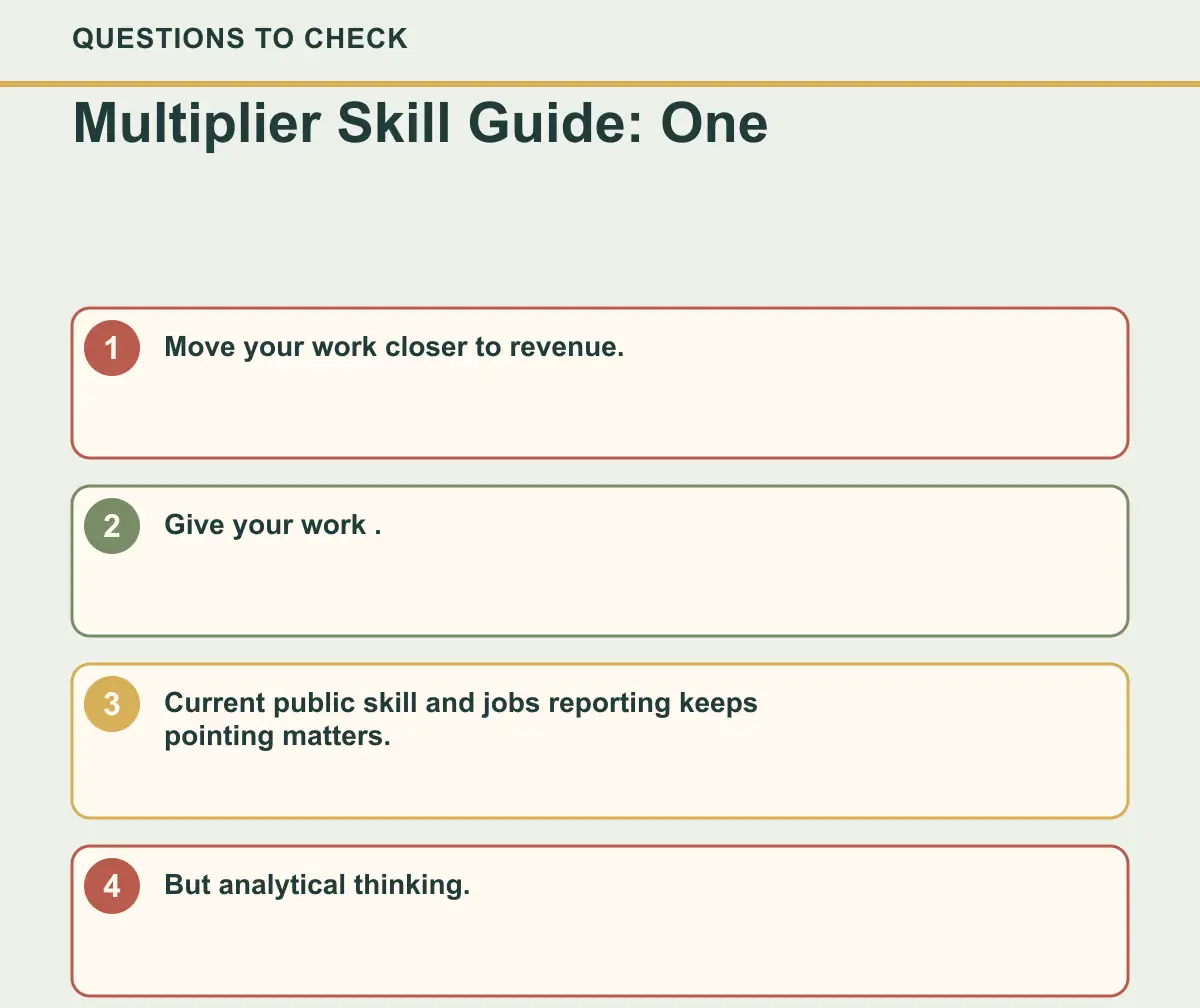 QUESTIONS TO CHECK
Multiplier Skill Guide: One
1
Move your work closer to revenue.
2
Give your work .
3
Current public skill and jobs reporting keeps
pointing matters.
4
But analytical thinking.